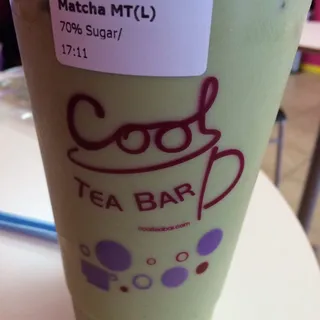 Matcha MT(L)
70% Sugar/
17:11
Cool
TEA BAR